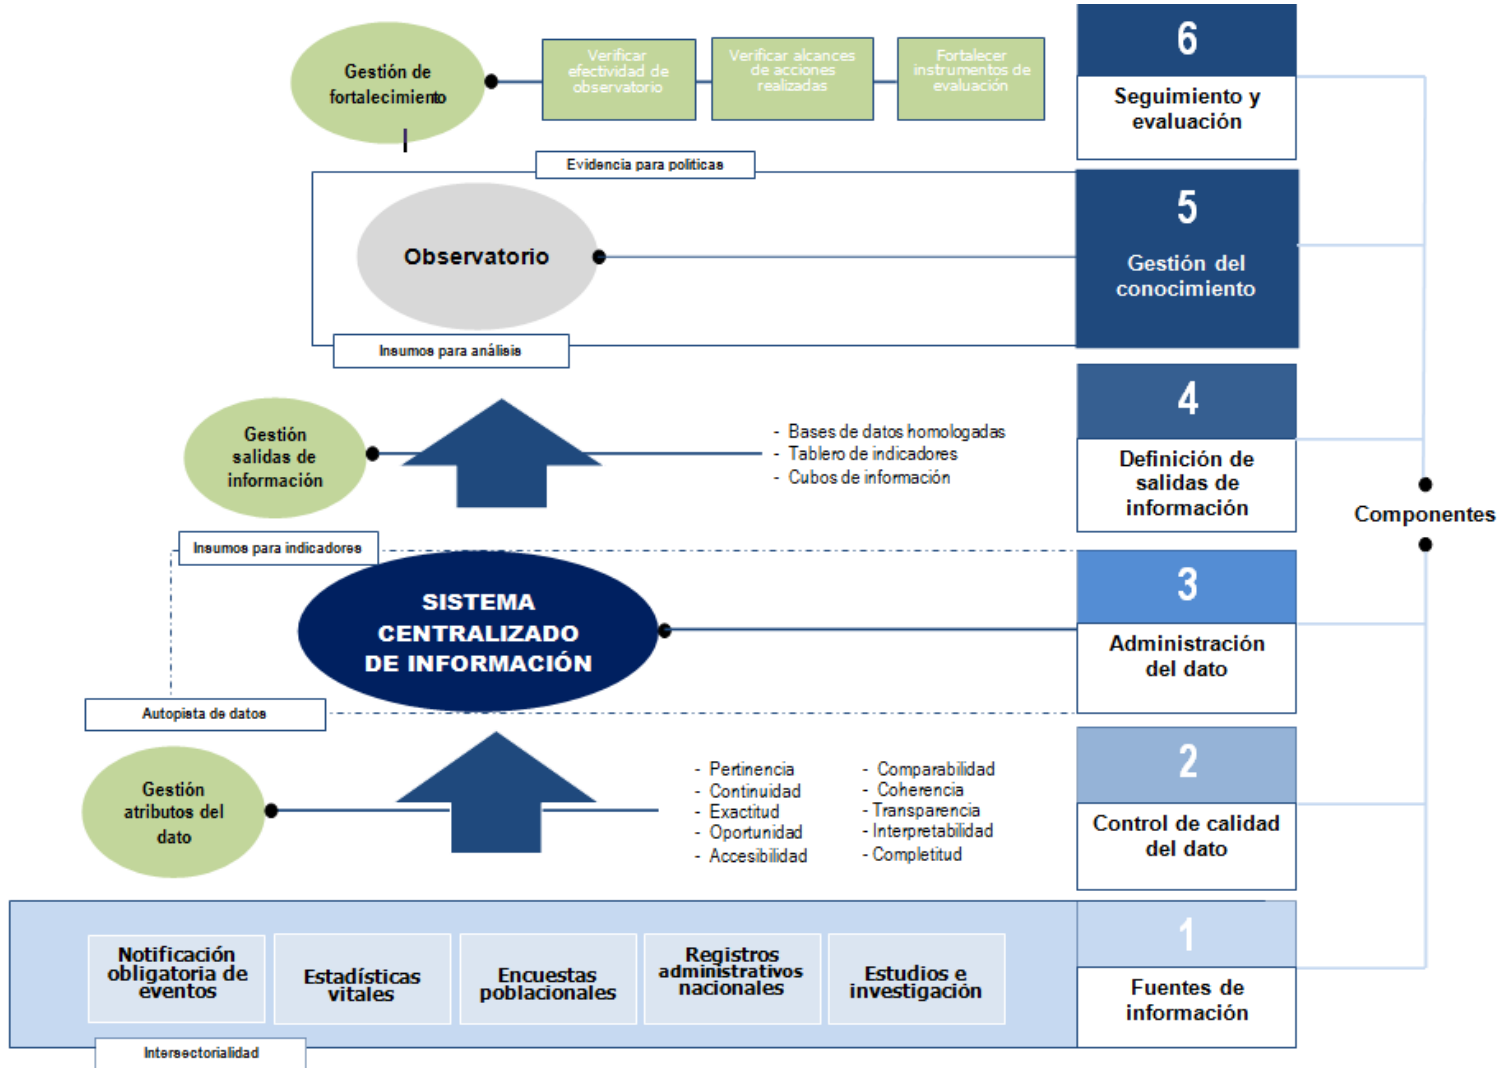 6
Seguimiento y
evaluación
Gestión de
fortalecimiento
Verificar
efectividad de
observatorio
Verificar alcances
de acciones
realizadas
Fortalecer
instrumentos de
evaluación
Evidencia para politicas
5
Gestión del
conocimiento
Observatorio
Insumos para análisis
4
Definición de
salidas de
información
Gestión
salidas de
información
- Bases de datos homologadas
- Tablero de indicadores
- Cubos de información
Componentes
Insumos para indicadores
3
Administración
del dato
SISTEMA
CENTRALIZADO
DE INFORMACIÓN
Autopista de datos
2
Control de calidad
del dato
Gestión
atributos del
dato
- Pertinencia
- Continuidad
- Exactitud
- Oportunidad
- Accesibilidad
- Comparabilidad
- Coherencia
- Transparencia
- Interpretabilidad
- Completitud
1
Fuentes de
información
Notificación
obligatoria de
eventos
Estadísticas
vitales
Encuestas
poblacionales
Registros
administrativos
nacionales
Estudios e
investigación
Intersectorialidad